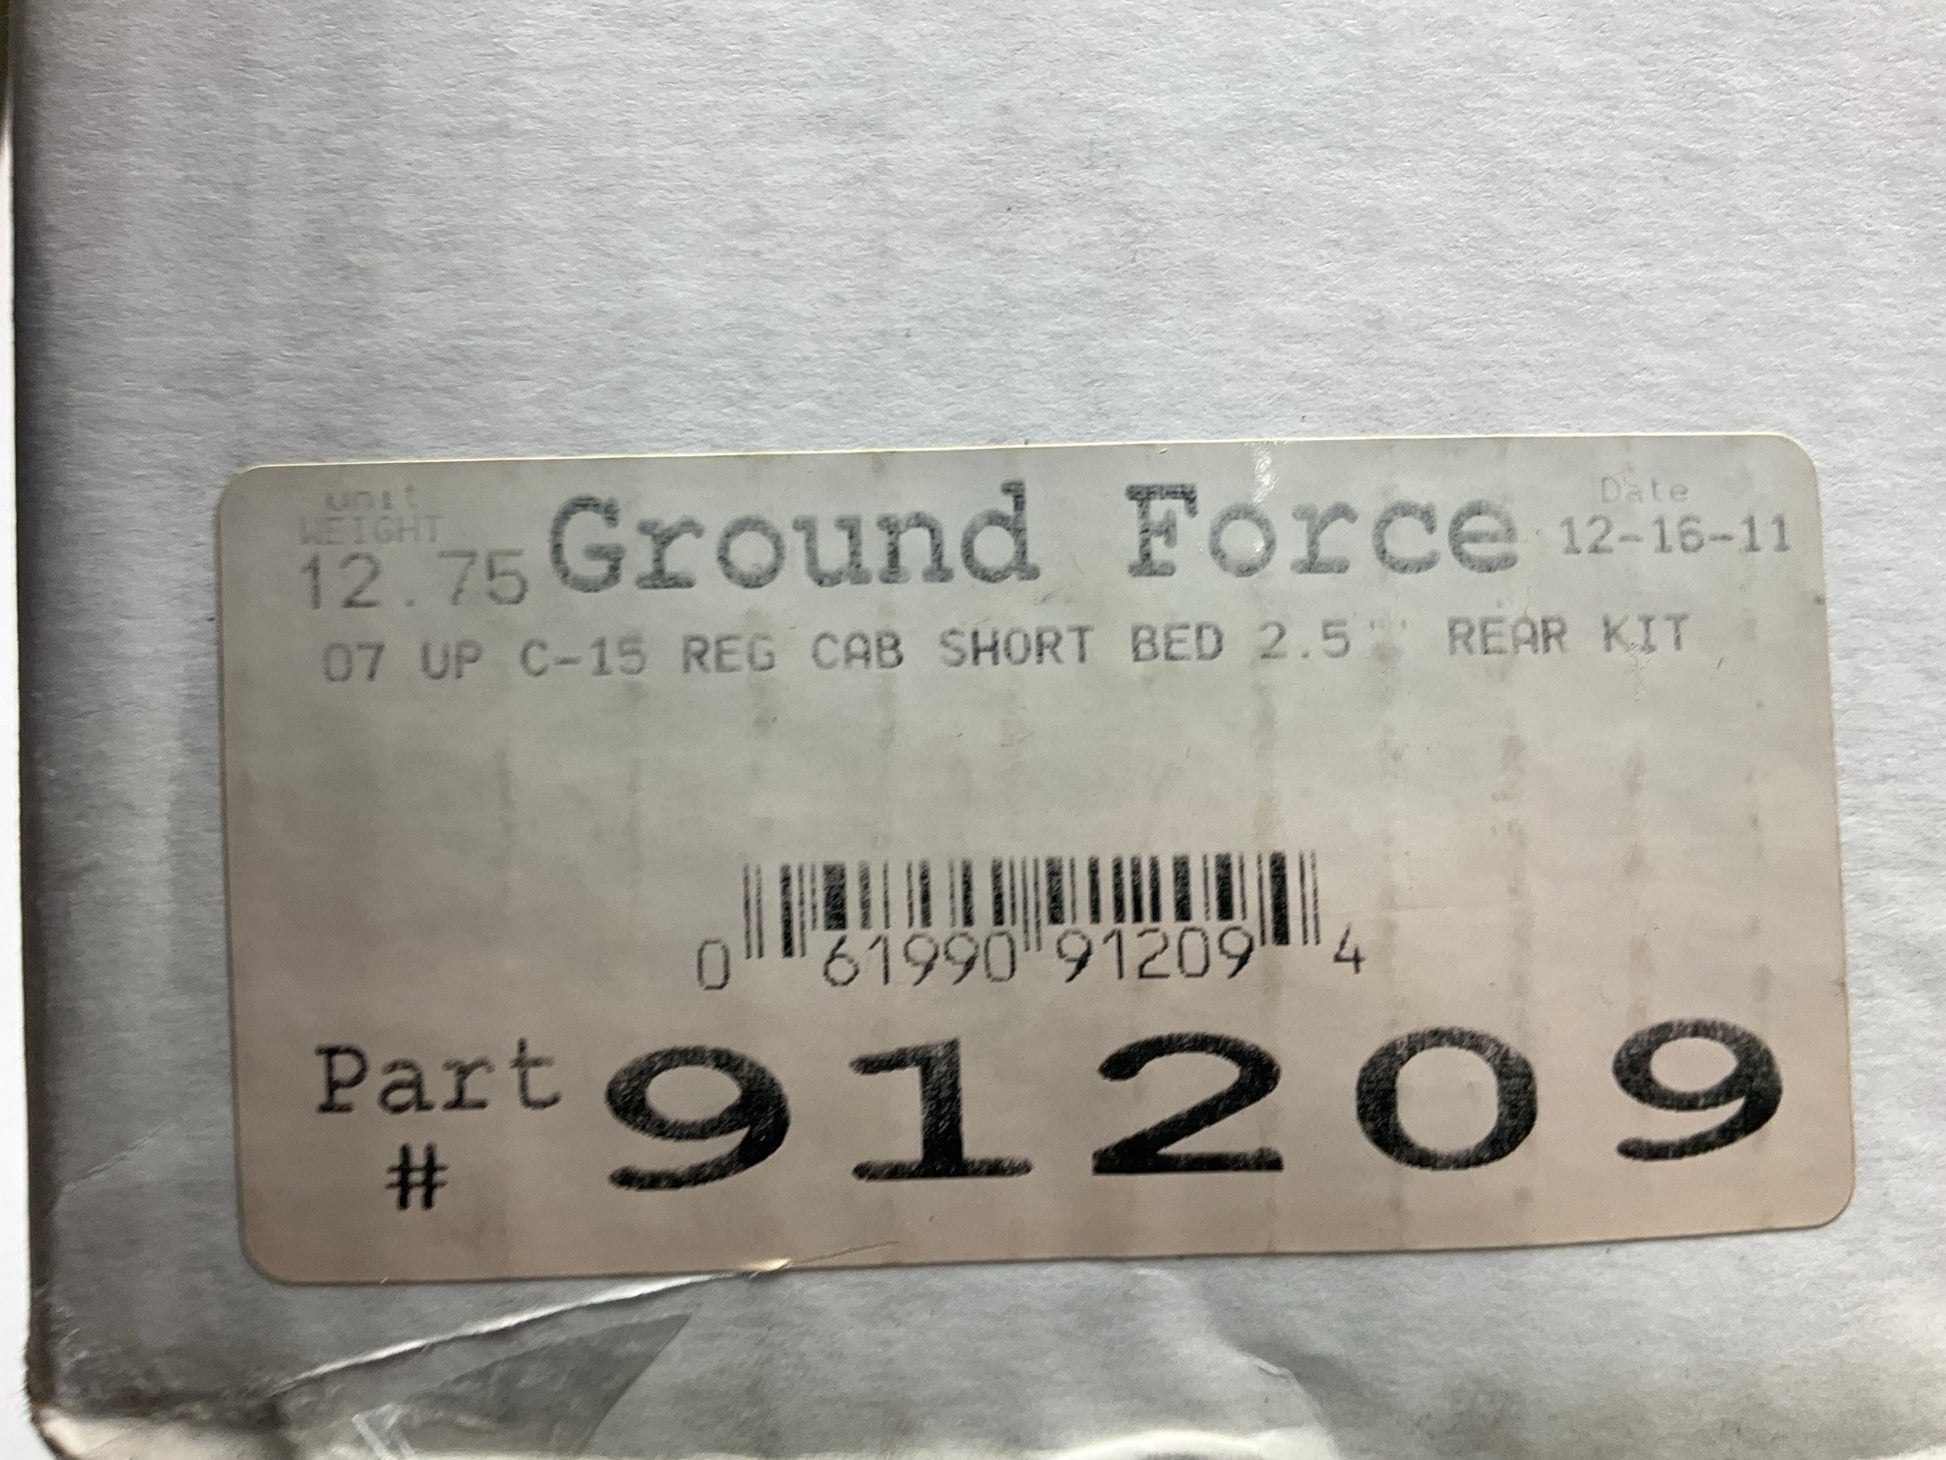 unit
WEIGHT
12.75
Ground Force
Date
12-16-11
07 UP C-15 REG CAB SHORT BED 2.5'' REAR KIT
0 61990 91209 4
Part
# 91209